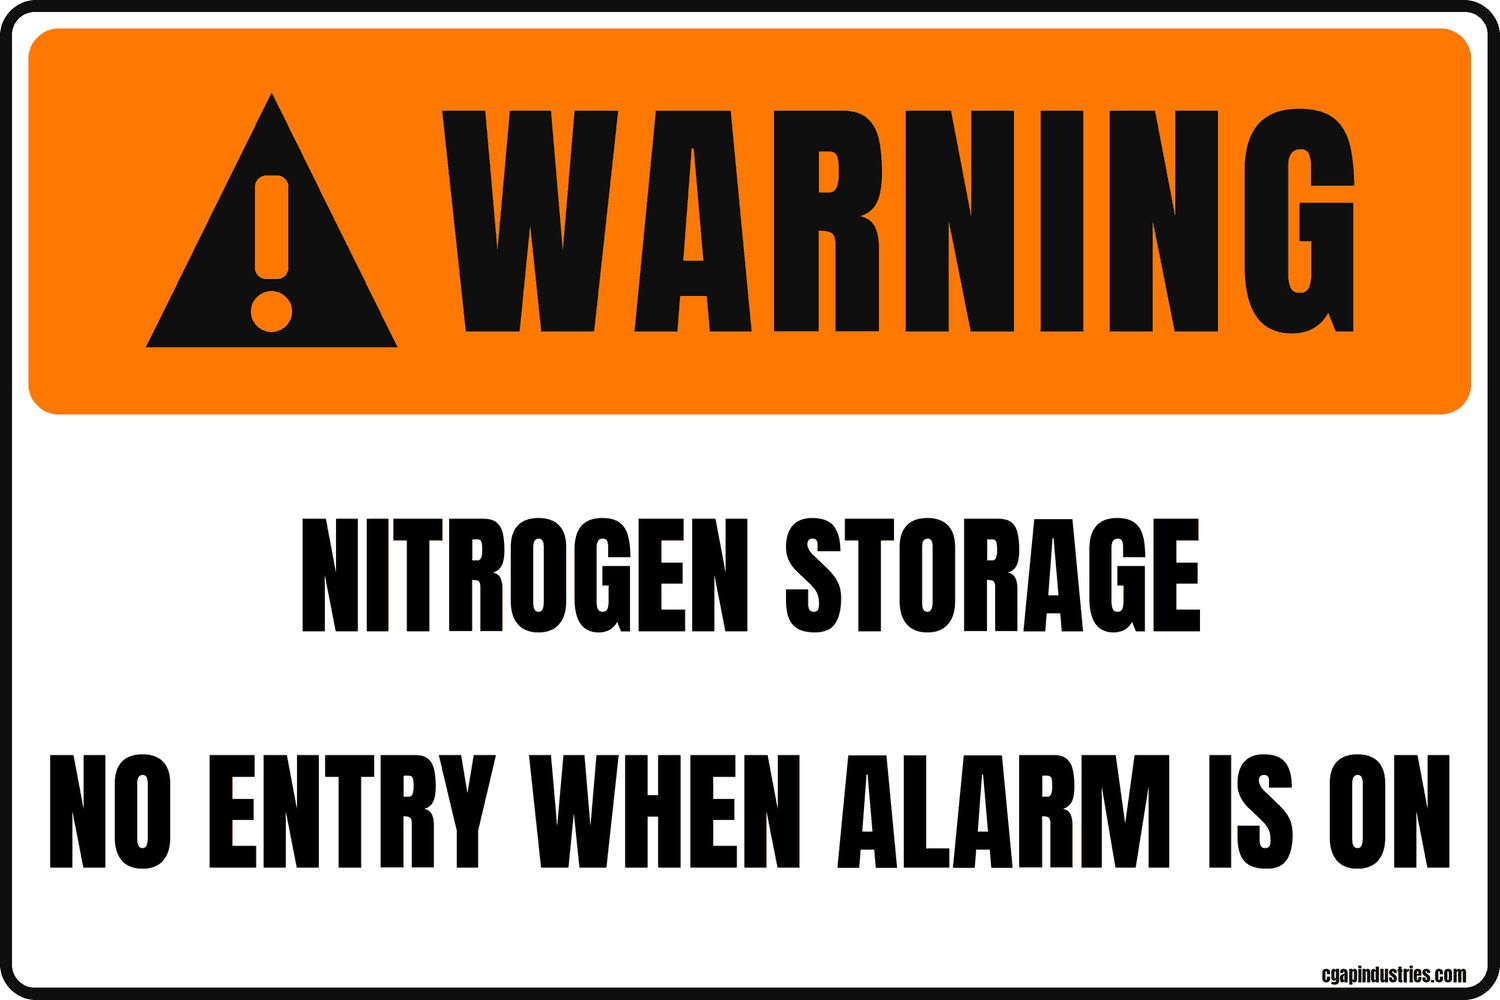 WARNING
NITROGEN STORAGE
NO ENTRY WHEN ALARM IS ON
cgapindustries.com